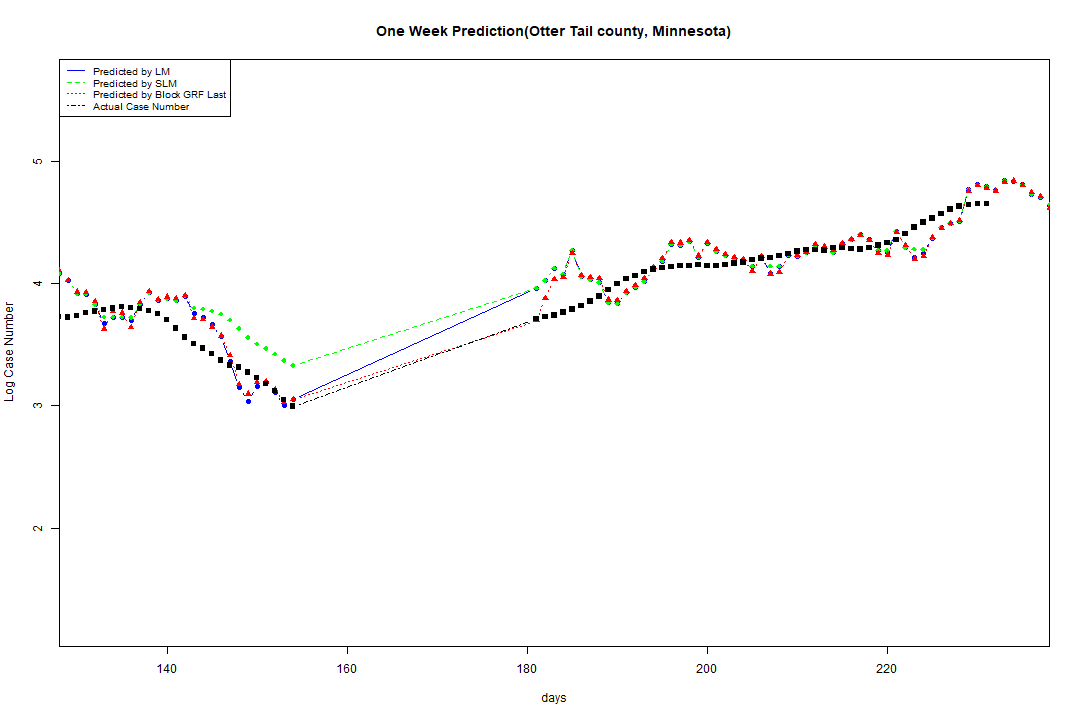 One Week Prediction(Otter Tail county, Minnesota)
Predicted by LM
Predicted by SLM
Predicted by Block GRF Last
Actual Case Number
5
4
3
2
Log Case Number
140 160 180 200 220
days